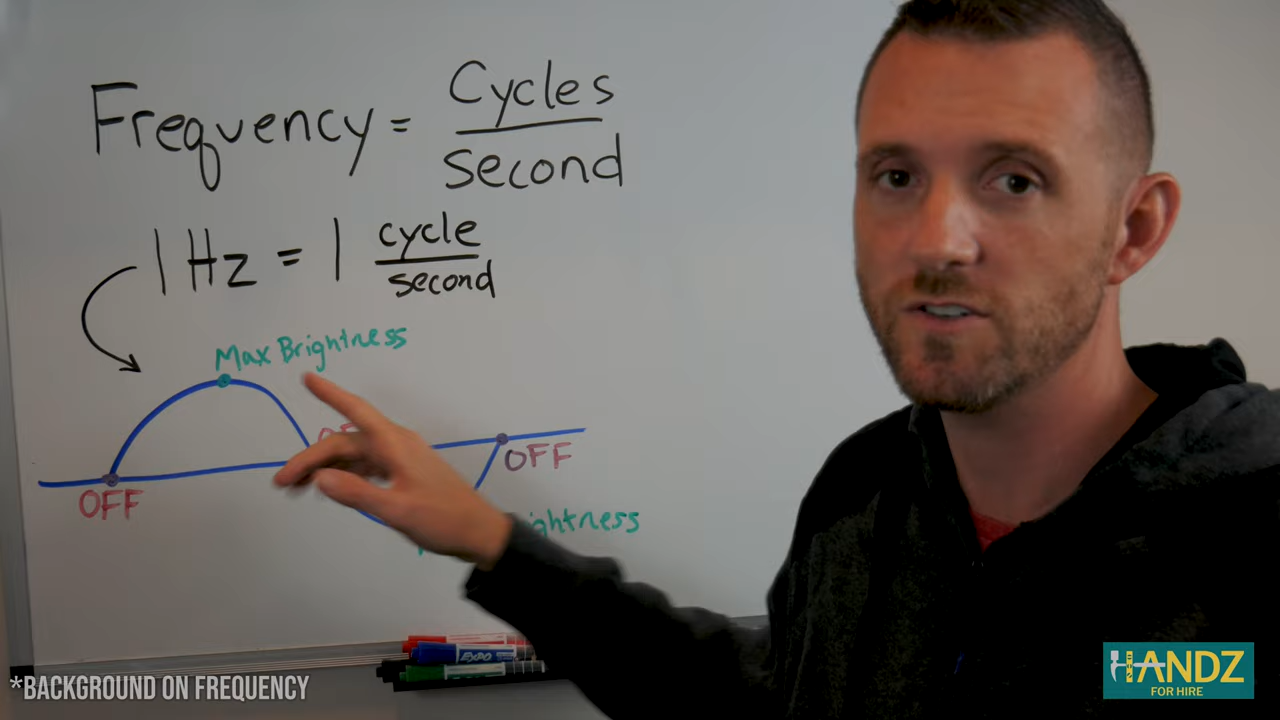 Frequency = Cycles
second
1 Hz = 1 cycle
second
Max Brightness
OFF
OFF
EXPO
*BACKGROUND ON FREQUENCY
HANDZ
FOR HIRE